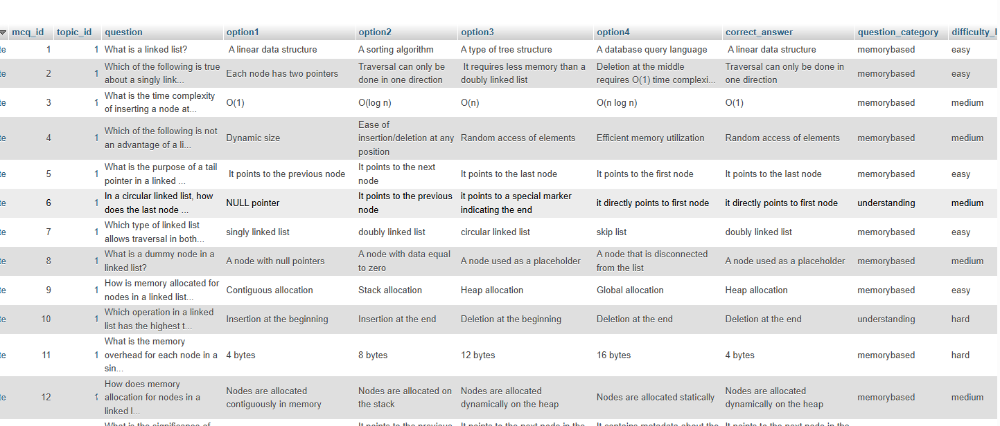 mcq_id topic_id question option1 option2 option3 option4 correct_answer question_category difficulty_l
te 1 1 What is a linked list? A linear data structure A sorting algorithm A type of tree structure A database query language A linear data structure memorybased easy
te 2 1 Which of the following is true about a singly link... Each node has two pointers Traversal can only be done in one direction It requires less memory than a doubly linked list Deletion at the middle requires O(1) time complexi... Traversal can only be done in one direction memorybased easy
te 3 1 What is the time complexity of inserting a node at... O(1) O(log n) O(n) O(n log n) O(1) memorybased medium
te 4 1 Which of the following is not an advantage of a li... Dynamic size Ease of insertion/deletion at any position Random access of elements Efficient memory utilization Random access of elements memorybased medium
te 5 1 What is the purpose of a tail pointer in a linked ... It points to the previous node It points to the next node It points to the last node It points to the first node It points to the last node memorybased easy
te 6 1 In a circular linked list, how does the last node ... NULL pointer It points to the previous node it points to a special marker indicating the end it directly points to first node it directly points to first node understanding medium
te 7 1 Which type of linked list allows traversal in both... singly linked list doubly linked list circular linked list skip list doubly linked list memorybased easy
te 8 1 What is a dummy node in a linked list? A node with null pointers A node with data equal to zero A node used as a placeholder A node that is disconnected from the list A node used as a placeholder memorybased medium
te 9 1 How is memory allocated for nodes in a linked list... Contiguous allocation Stack allocation Heap allocation Global allocation Heap allocation memorybased easy
te 10 1 Which operation in a linked list has the highest t... Insertion at the beginning Insertion at the end Deletion at the beginning Deletion at the end Deletion at the end understanding hard
te 11 1 What is the memory overhead for each node in a sin... 4 bytes 8 bytes 12 bytes 16 bytes 4 bytes memorybased hard
te 12 1 How does memory allocation for nodes in a linked l... Nodes are allocated contiguously in memory Nodes are allocated on the stack Nodes are allocated dynamically on the heap Nodes are allocated statically Nodes are allocated dynamically on the heap memorybased medium
What is the significance of It points to the previous It points to the next node in the It contains metadata about the It points to the next node in the